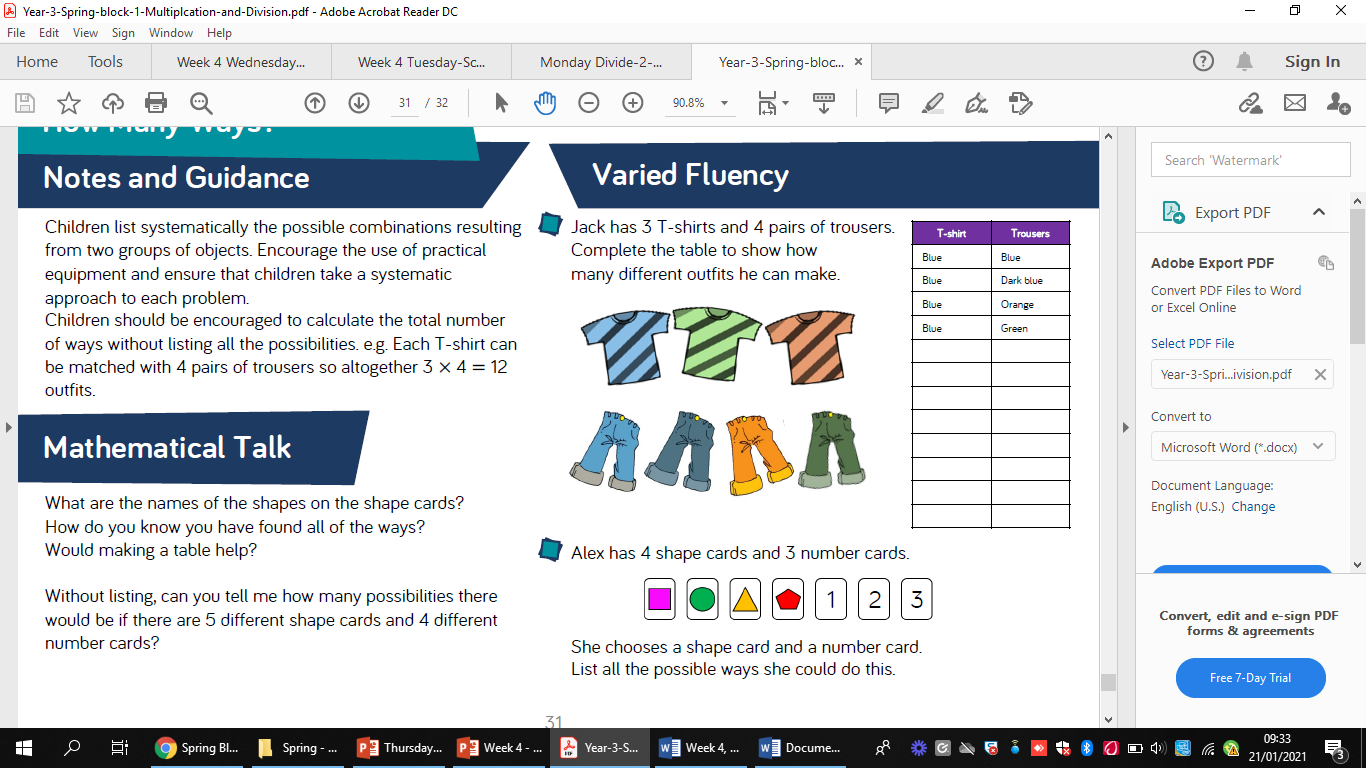 Year-3-Spring-block-1-Multiplcation-and-Division.pdf - Adobe Acrobat Reader DC
File Edit View Sign Window Help
Home Tools Week 4 Wednesday... Week 4 Tuesday-Sc... Monday Divide-2-... Year-3-Spring-bloc... Sign In
31 / 32 90.8%
Notes and Guidance
Children list systematically the possible combinations resulting
from two groups of objects. Encourage the use of practical
equipment and ensure that children take a systematic
approach to each problem.
Children should be encouraged to calculate the total number
of ways without listing all the possibilities. e.g. Each T-shirt can
be matched with 4 pairs of trousers so altogether 3 × 4 = 12
outfits.
Mathematical Talk
What are the names of the shapes on the shape cards?
How do you know you have found all of the ways?
Would making a table help?
Without listing, can you tell me how many possibilities there
would be if there are 5 different shape cards and 4 different
number cards?
Varied Fluency
Jack has 3 T-shirts and 4 pairs of trousers.
Complete the table to show how
many different outfits he can make.
T-shirt Trousers
Blue Blue
Blue Dark blue
Blue Orange
Blue Green
Alex has 4 shape cards and 3 number cards.
1 2 3
She chooses a shape card and a number card.
List all the possible ways she could do this.
31
Search 'Watermark'
Export PDF
Adobe Export PDF
Convert PDF Files to Word
or Excel Online
Select PDF File
Year-3-Spri...ivision.pdf
Convert to
Microsoft Word (*.docx)
Document Language:
English (U.S.) Change
Convert, edit and e-sign PDF
forms & agreements
Free 7-Day Trial
Spring Bl... Spring - ... Thursday... Week 4 - ... Year-3-S... Week 4, ... Docume...
09:33
21/01/2021
3